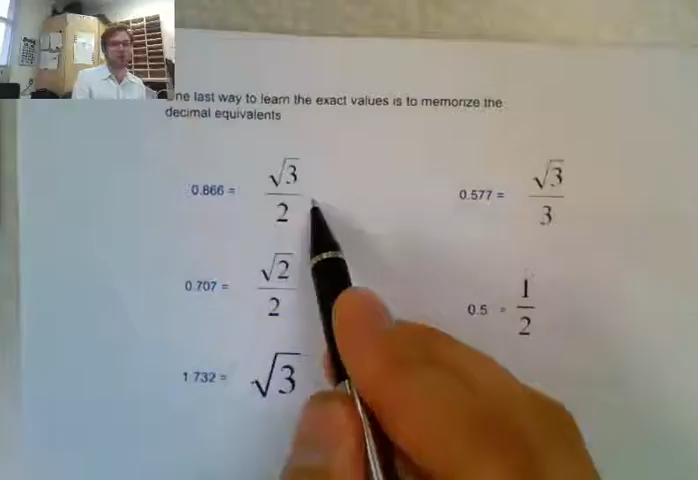 ne last way to learn the exact values is to memorize the
decimal equivalents
0.866 = √3/2
0.577 = √3/3
0.707 = √2/2
0.5 = 1/2
1.732 = √3